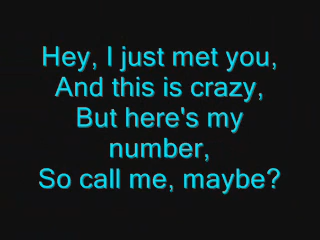 Hey, I just met you,
And this is crazy,
But here's my
number,
So call me, maybe?